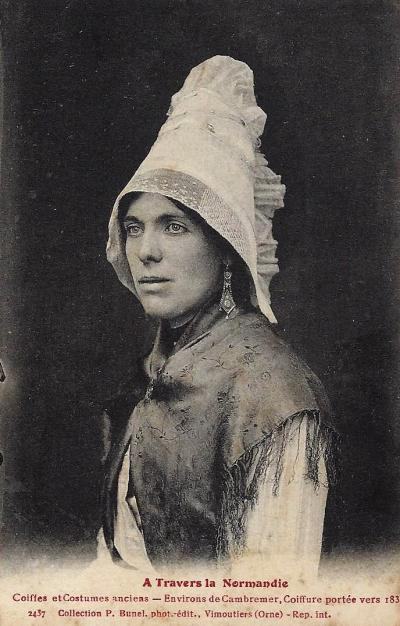 A Travers la Normandie
Coiffes et Costumes anciens — Environs de Cambremer, Coiffure portée vers 183
2437 Collection P. Bunel, phot.-édit., Vimoutiers (Orne) - Rep. int.